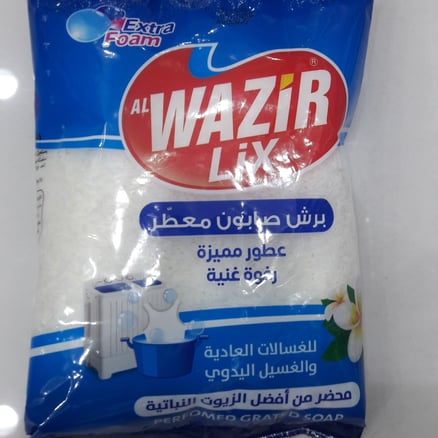 Extra
Foam
AL WAZiR
LiX
®
برش صابون معطّر
عطور مميزة
رغوة غنية
للغسالات العادية
والغسيل اليدوي
محضر من أفضل الزيوت النباتية
PERFUMED GRATED SOAP